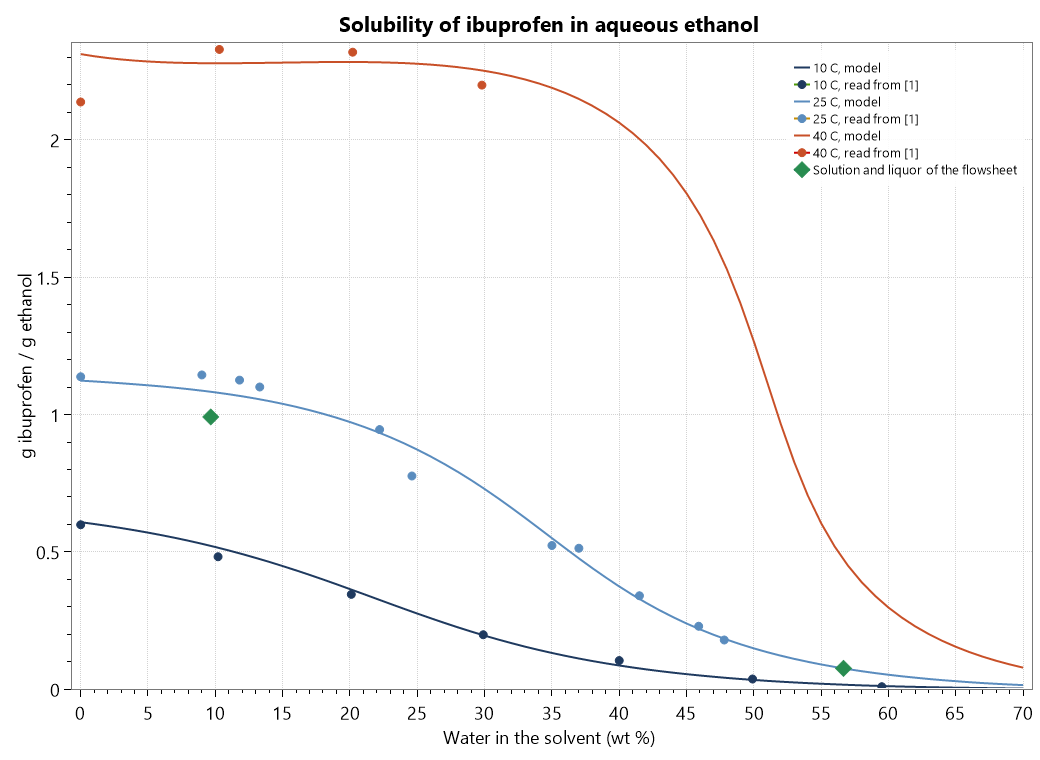 Solubility of ibuprofen in aqueous ethanol
10 C, model
10 C, read from [1]
25 C, model
25 C, read from [1]
40 C, model
40 C, read from [1]
Solution and liquor of the flowsheet
g ibuprofen / g ethanol
2
1.5
1
0.5
0
0 5 10 15 20 25 30 35 40 45 50 55 60 65 70
Water in the solvent (wt %)